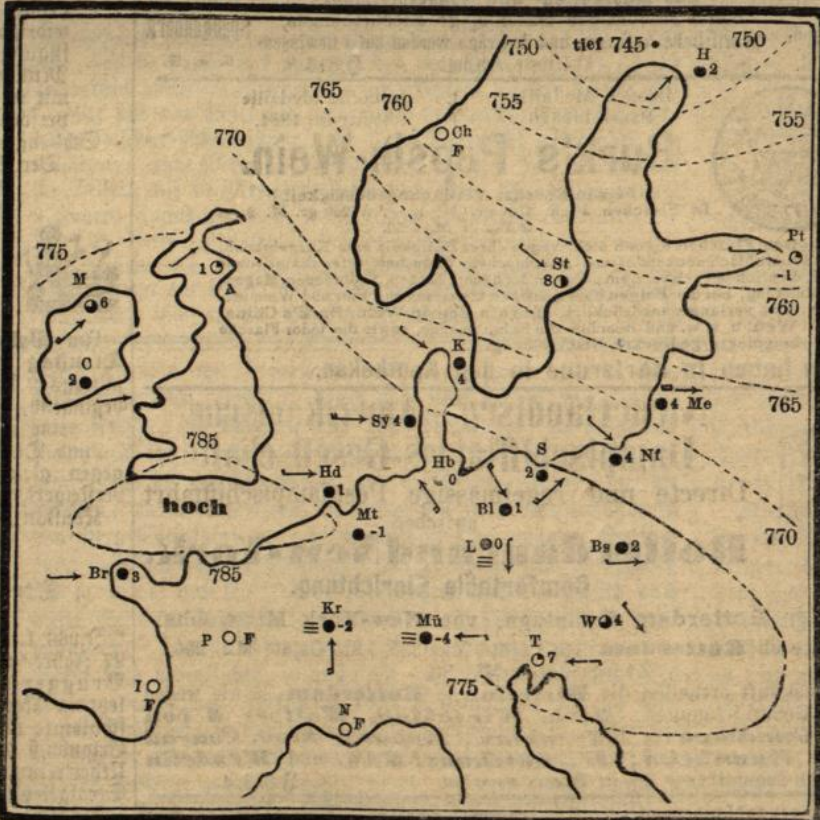 750 tief 745 H 2 750
765 760 755
Ch F
755
770
775
1 A
St 8
Pt 1
M 6
760
C 2
K 4
4 Me
765
Sy 4
785
Hb 0
S 2
4 Nf
Hd 1
hoch
Bl 1
Mt -1
770
L 0
Bs 2
Br 3
785
Kr -2
Mü -4
W 4
P F
T 7
775
I F
N F